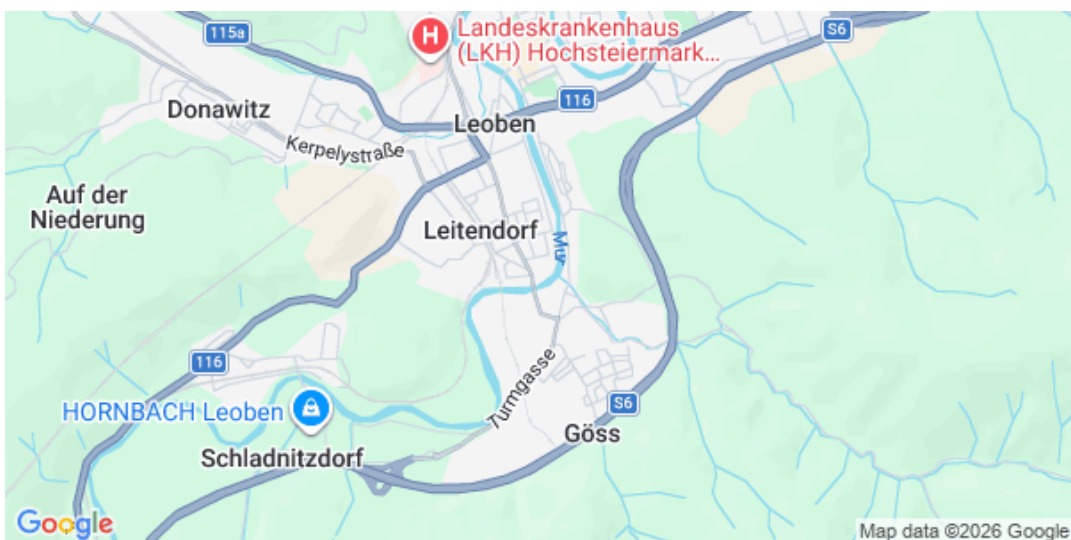 115a
Landeskrankenhaus
(LKH) Hochsteiermark...
H
S6
Donawitz
116
Leoben
Kerpelystraße
Auf der
Niederung
Leitendorf
Mur
116
Turmgasse
HORNBACH Leoben
S6
Göss
Schladnitzdorf
Google
Map data ©2026 Google